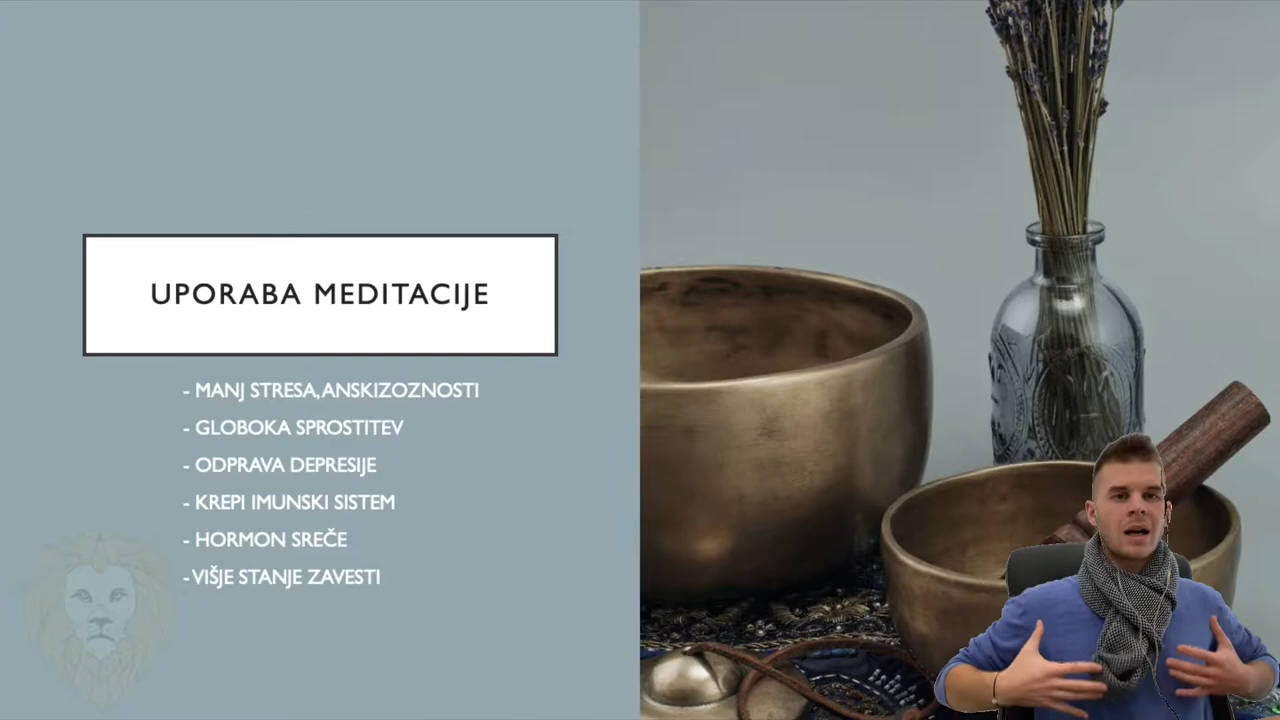 UPORABA MEDITACIJE
- MANJ STRESA, ANSKIZOZNOSTI
- GLOBOKA SPROSTITEV
- ODPRAVA DEPRESIJE
- KREPI IMUNSKI SISTEM
- HORMON SREČE
- VIŠJE STANJE ZAVESTI